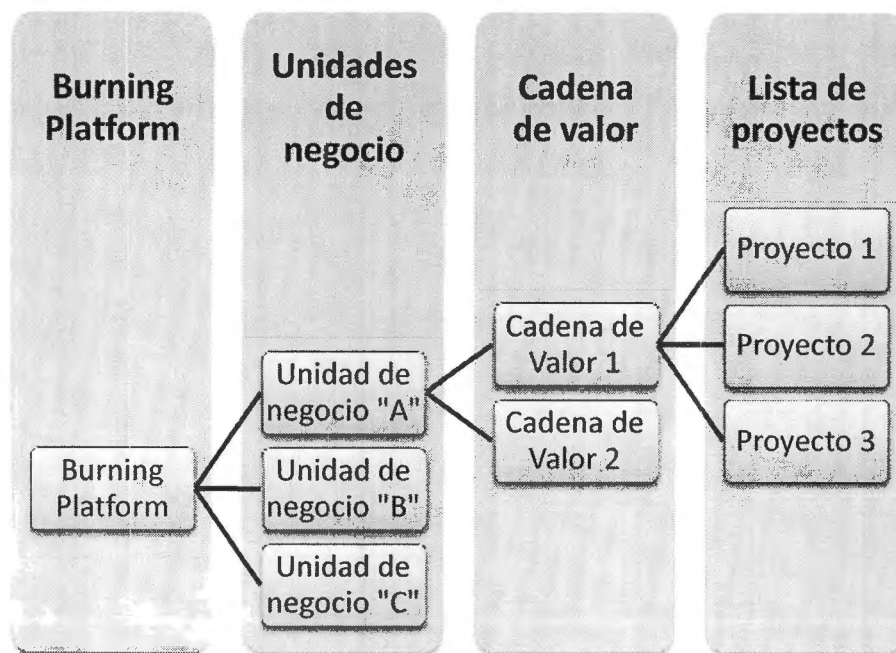 Burning
Platform
Unidades
de
negocio
Cadena
de valor
Lista de
proyectos
Burning
Platform
Unidad de
negocio "A"
Unidad de
negocio "B"
Unidad de
negocio "C"
Cadena de
Valor 1
Cadena de
Valor 2
Proyecto 1
Proyecto 2
Proyecto 3